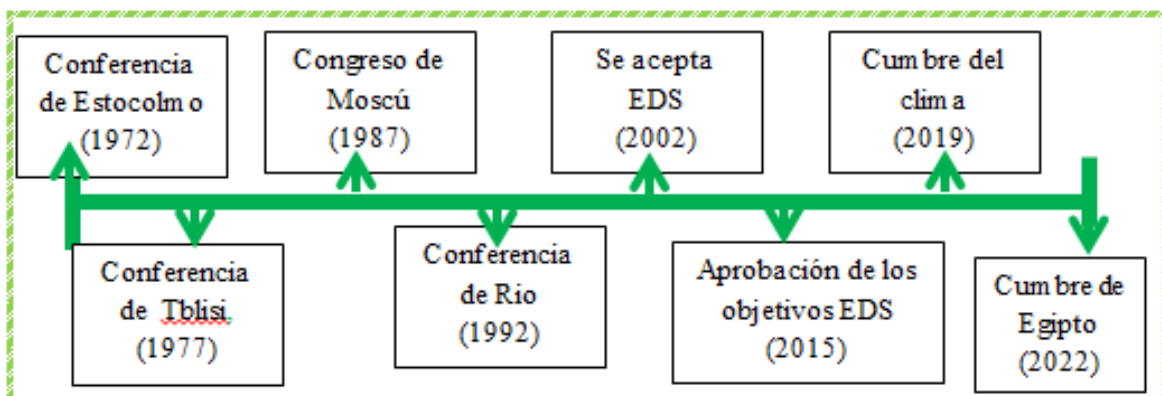 Conferencia
de Estocolmo
(1972)
Congreso de
Moscú
(1987)
Se acepta
EDS
(2002)
Cumbre del
clima
(2019)
Conferencia
de Tblisi.
(1977)
Conferencia
de Rio
(1992)
Aprobación de los
objetivos EDS
(2015)
Cumbre de
Egipto
(2022)